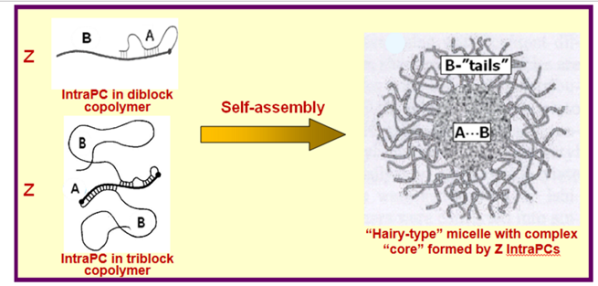 Z
B
A
IntraPC in diblock
copolymer
Z
B
A
B
IntraPC in triblock
copolymer
Self-assembly
B-"tails"
A···B
“Hairy-type” micelle with complex
“core” formed by Z IntraPCs